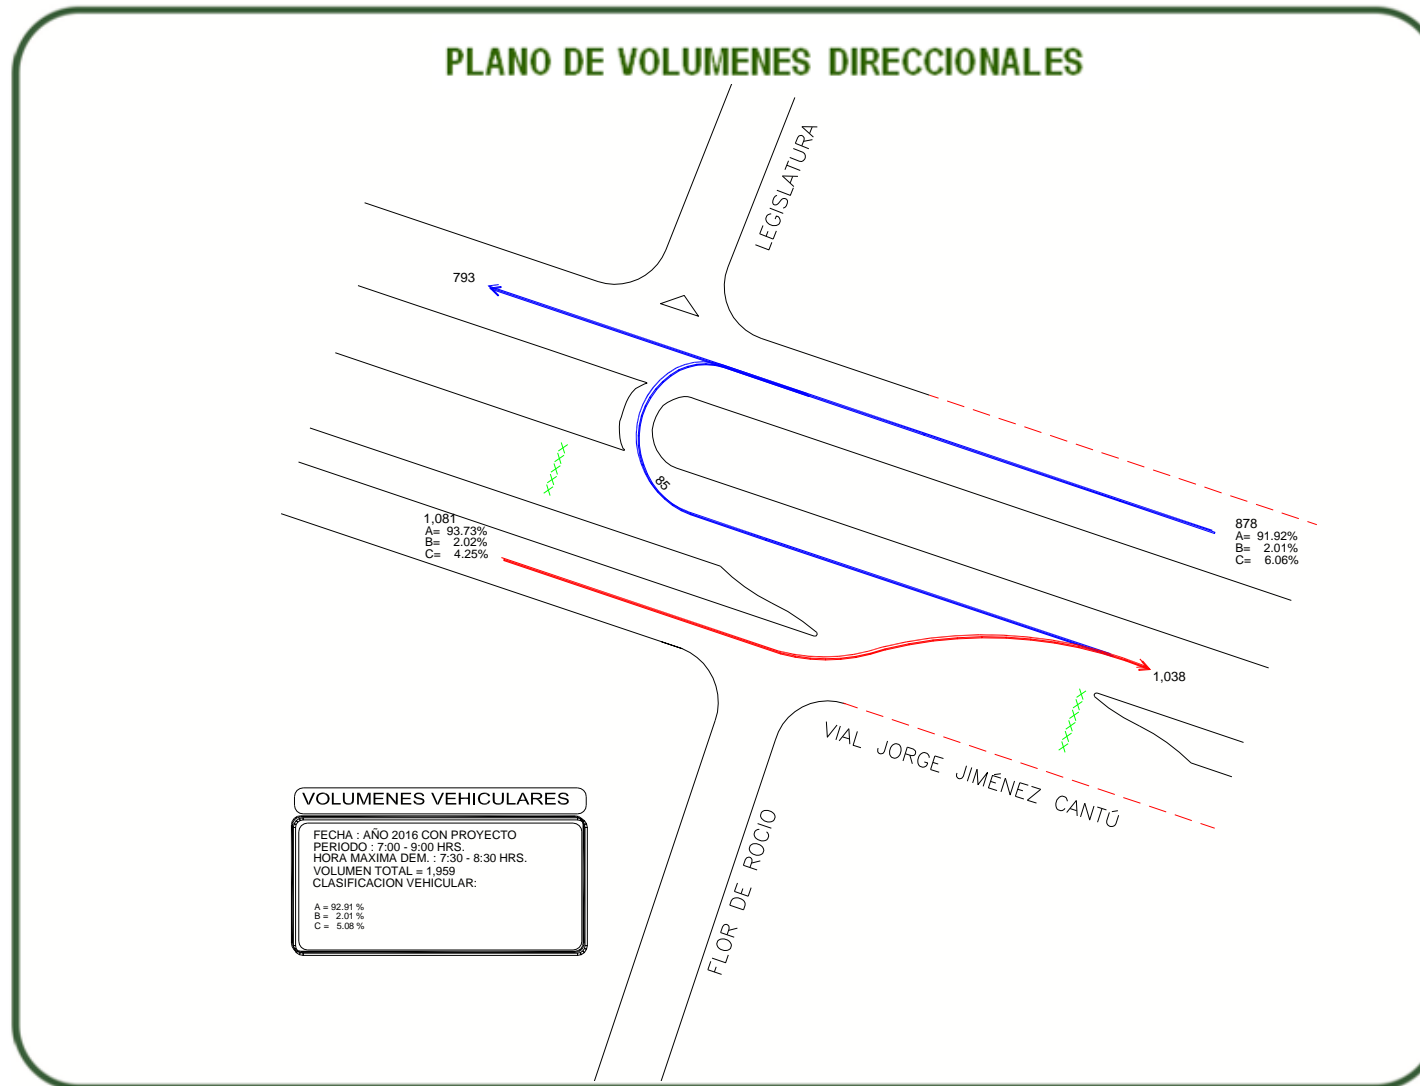 PLANO DE VOLUMENES DIRECCIONALES
LEGISLATURA
793
85
1,081
A= 93.73%
B= 2.02%
C= 4.25%
878
A= 91.92%
B= 2.01%
C= 6.06%
1,038
VIAL JORGE JIMÉNEZ CANTÚ
FLOR DE ROCIO
VOLUMENES VEHICULARES
FECHA : AÑO 2016 CON PROYECTO
PERIODO : 7:00 - 9:00 HRS.
HORA MAXIMA DEM. : 7:30 - 8:30 HRS.
VOLUMEN TOTAL = 1,959
CLASIFICACION VEHICULAR:
A = 92.91 %
B = 2.01 %
C = 5.08 %